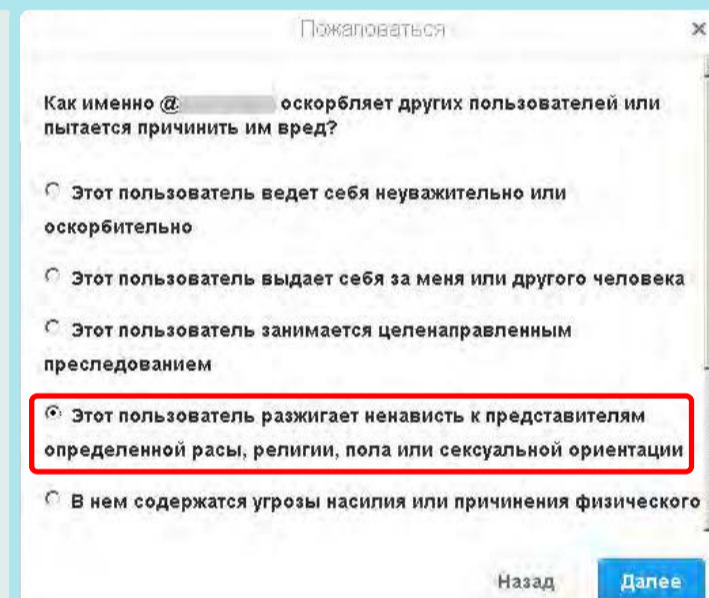 Пожаловаться
×
Как именно @ оскорбляет других пользователей или
пытается причинить им вред?
Этот пользователь ведет себя неуважительно или
оскорбительно
Этот пользователь выдает себя за меня или другого человека
Этот пользователь занимается целенаправленным
преследованием
Этот пользователь разжигает ненависть к представителям
определенной расы, религии, пола или сексуальной ориентации
В нем содержатся угрозы насилия или причинения физического
Назад Далее